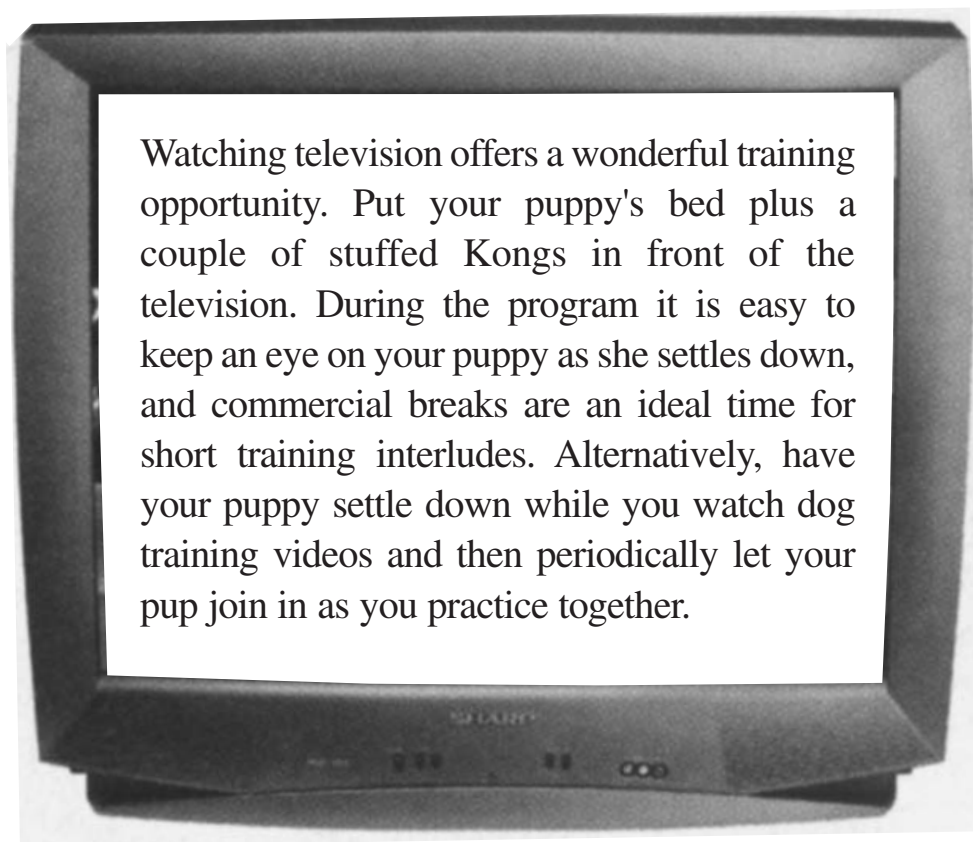 Watching television offers a wonderful training
opportunity. Put your puppy's bed plus a
couple of stuffed Kongs in front of the
television. During the program it is easy to
keep an eye on your puppy as she settles down,
and commercial breaks are an ideal time for
short training interludes. Alternatively, have
your puppy settle down while you watch dog
training videos and then periodically let your
pup join in as you practice together.
SHARP